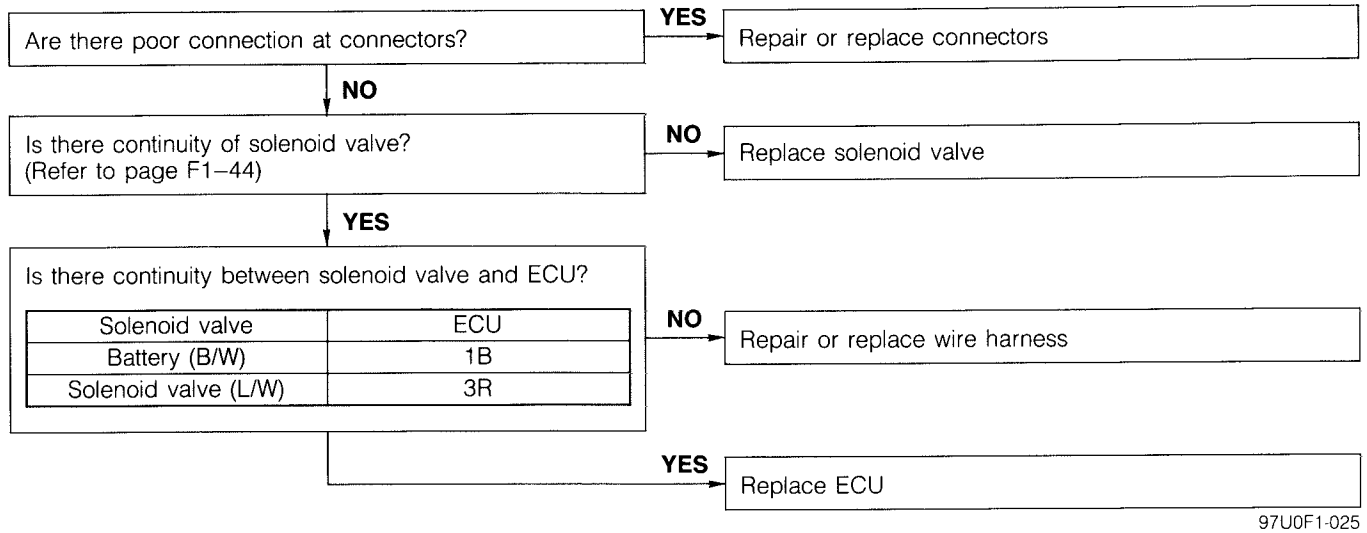 Are there poor connection at connectors?
YES
Repair or replace connectors
NO
Is there continuity of solenoid valve?
(Refer to page F1–44)
NO
Replace solenoid valve
YES
Is there continuity between solenoid valve and ECU?
Solenoid valve ECU
Battery (B/W) 1B
Solenoid valve (L/W) 3R
NO
Repair or replace wire harness
YES
Replace ECU
97U0F1-025